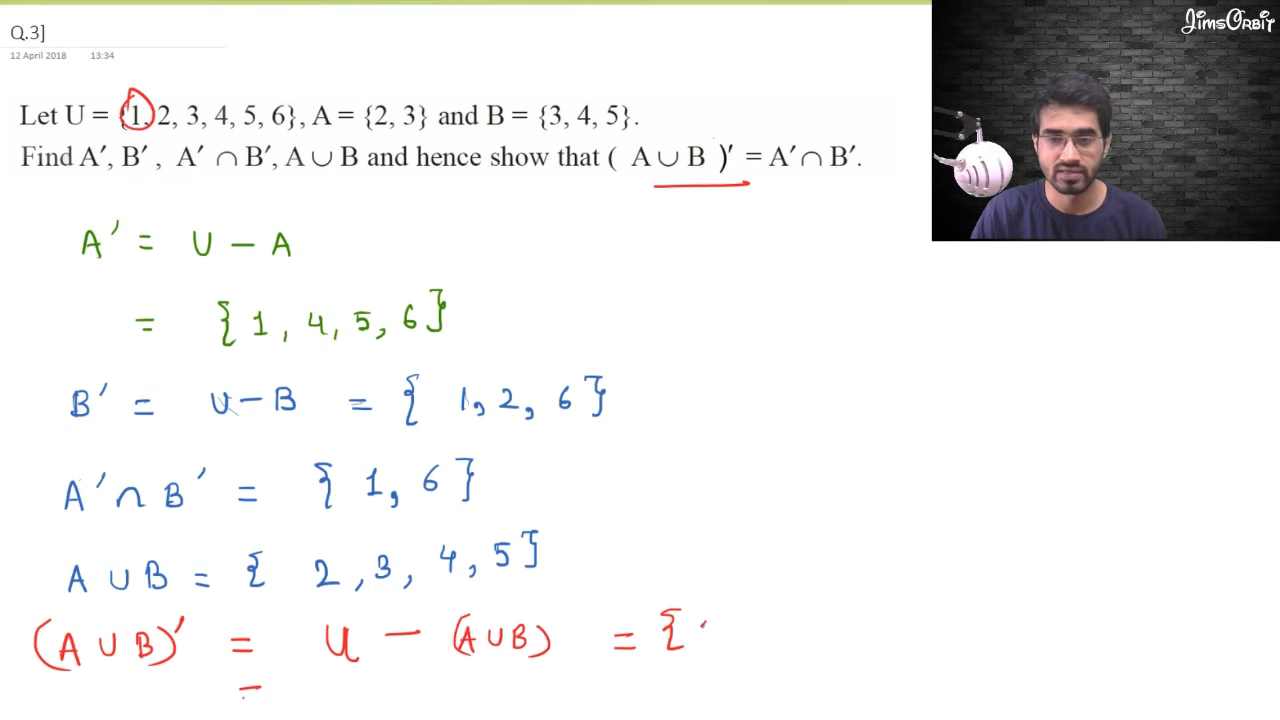 JIMSORBIT
Q.3]
12 April 2018 13:34
Let U = {1, 2, 3, 4, 5, 6}, A = {2, 3} and B = {3, 4, 5}.
Find A′, B′ , A′ ∩ B′, A ∪ B and hence show that ( A ∪ B )′ = A′∩ B′.
A′ = U − A
= { 1, 4, 5, 6 }
B′ = U − B = { 1, 2, 6 }
A′ ∩ B′ = { 1, 6 }
A ∪ B = { 2, 3, 4, 5 }
(A ∪ B)′ = U − (A ∪ B) = {